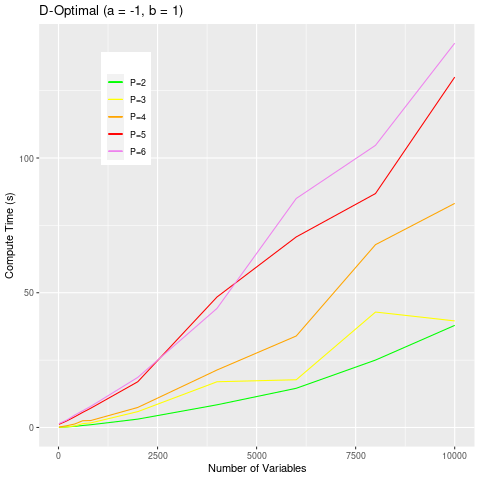 D-Optimal (a = -1, b = 1)
P=2
P=3
P=4
P=5
P=6
Compute Time (s)
100
50
0
0 2500 5000 7500 10000
Number of Variables